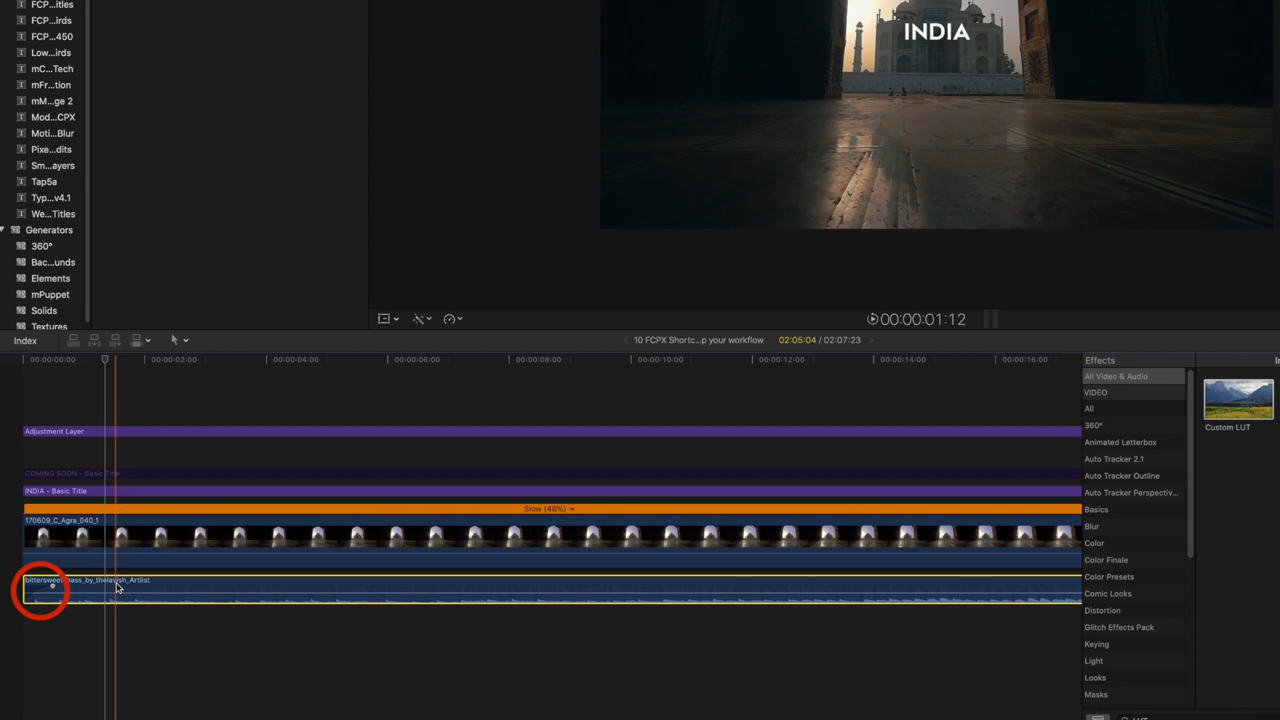 FCP...itles
FCP...irds
FCP...450
Low...irds
mC...Tech
mFr...tion
mM...ge 2
Mod...CPX
Moti...Blur
Pixe...dits
Sm...ayers
Tap5a
Typ...v4.1
We...Titles
Generators
360°
Bac...unds
Elements
mPuppet
Solids
Textures
INDIA
00:00:01:12
Index
10 FCPX Shortc...p your workflow
02:05:04 / 02:07:23
00:00:00:00
00:00:02:00
00:00:04:00
00:00:06:00
00:00:08:00
00:00:10:00
00:00:12:00
00:00:14:00
00:00:16:00
Adjustment Layer
COMING SOON - Basic Title
INDIA - Basic Title
Slow (48%)
170609_C_Agra_040_1
Effects
All Video & Audio
VIDEO
All
360°
Animated Letterbox
Auto Tracker 2.1
Auto Tracker Outline
Auto Tracker Perspectiv...
Basics
Blur
Color
Color Finale
Color Presets
Comic Looks
Distortion
Glitch Effects Pack
Keying
Light
Looks
Masks
Custom LUT